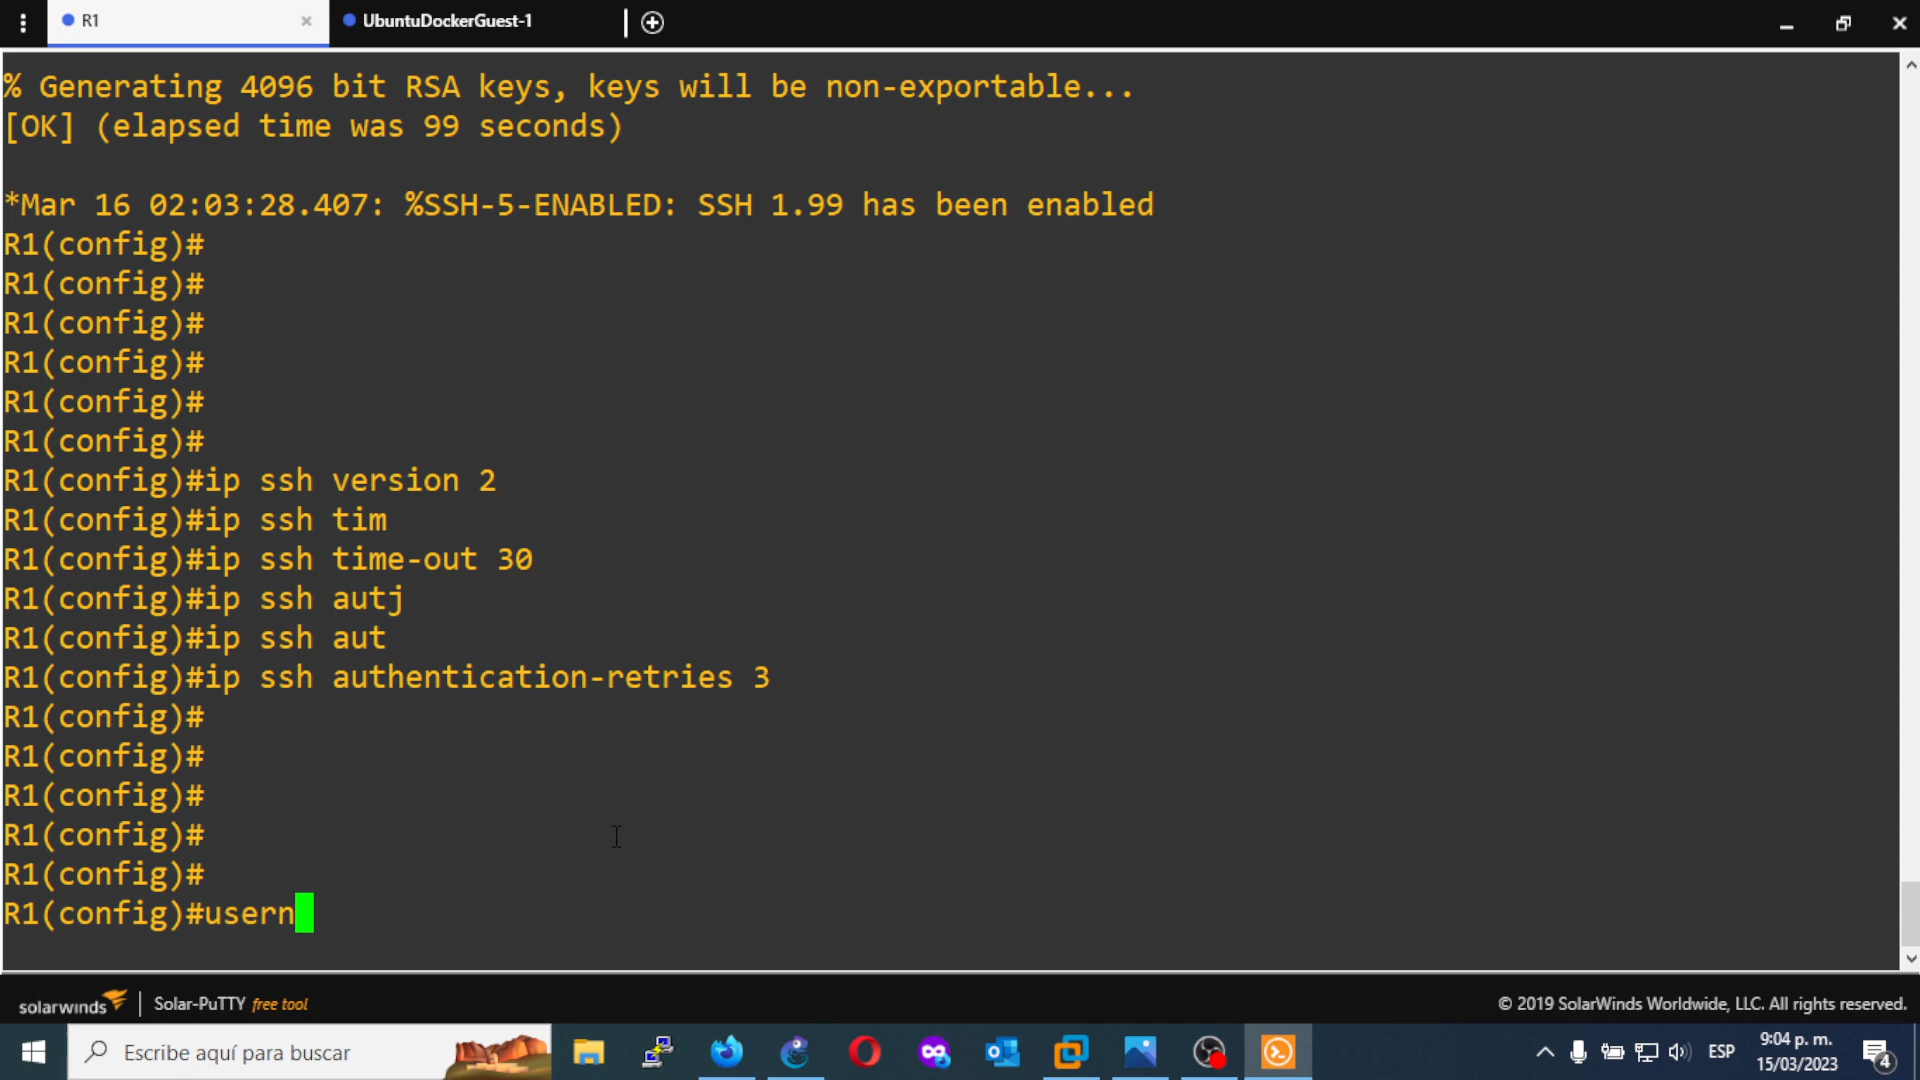 R1
UbuntuDockerGuest-1
% Generating 4096 bit RSA keys, keys will be non-exportable...
[OK] (elapsed time was 99 seconds)
*Mar 16 02:03:28.407: %SSH-5-ENABLED: SSH 1.99 has been enabled
R1(config)#
R1(config)#
R1(config)#
R1(config)#
R1(config)#
R1(config)#
R1(config)#ip ssh version 2
R1(config)#ip ssh tim
R1(config)#ip ssh time-out 30
R1(config)#ip ssh autj
R1(config)#ip ssh aut
R1(config)#ip ssh authentication-retries 3
R1(config)#
R1(config)#
R1(config)#
R1(config)#
R1(config)#
R1(config)#usern
solarwinds | Solar-PuTTY free tool
© 2019 SolarWinds Worldwide, LLC. All rights reserved.
Escribe aquí para buscar
ESP
9:04 p. m.
15/03/2023
4